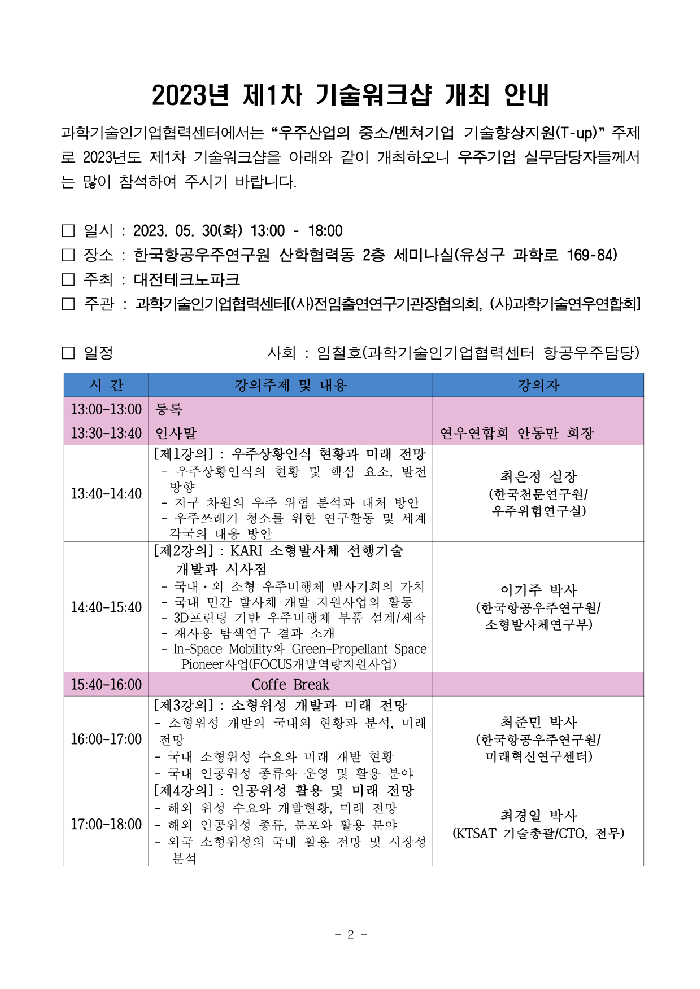 2023년 제1차 기술워크샵 개최 안내
과학기술인기업협력센터에서는 “우주산업의 중소/벤쳐기업 기술향상지원(T-up)” 주제
로 2023년도 제1차 기술워크샵을 아래와 같이 개최하오니 우주기업 실무담당자들께서
는 많이 참석하여 주시기 바랍니다.
□ 일시 : 2023. 05. 30(화) 13:00 - 18:00
□ 장소 : 한국항공우주연구원 산학협력동 2층 세미나실(유성구 과학로 169-84)
□ 주최 : 대전테크노파크
□ 주관 : 과학기술인기업협력센터[(사)전임출연연구기관장협의회, (사)과학기술연우연합회]
□ 일정 사회 : 임철호(과학기술인기업협력센터 항공우주담당)
시 간 강의주제 및 내용 강의자
13:00-13:00 등록
13:30-13:40 인사말 연우연합회 안동만 회장
13:40-14:40
[제1강의] : 우주상황인식 현황과 미래 전망
- 우주상황인식의 현황 및 핵심 요소, 발전
방향
- 지구 차원의 우주 위험 분석과 대처 방안
- 우주쓰레기 청소를 위한 연구활동 및 세계
각국의 대응 방안
최은정 실장
(한국천문연구원/
우주위험연구실)
14:40-15:40
[제2강의] : KARI 소형발사체 선행기술
개발과 시사점
- 국내·외 소형 우주비행체 발사기회의 가치
- 국내 민간 발사체 개발 지원사업의 활동
- 3D프린팅 기반 우주비행체 부품 설계/제작
- 재사용 탐색연구 결과 소개
- In-Space Mobility와 Green-Propellant Space
Pioneer사업(FOCUS개발역량지원사업)
이기주 박사
(한국항공우주연구원/
소형발사체연구부)
15:40-16:00 Coffe Break
16:00-17:00
[제3강의] : 소형위성 개발과 미래 전망
- 소형위성 개발의 국내외 현황과 분석, 미래
전망
- 국내 소형위성 수요와 미래 개발 현황
- 국내 인공위성 종류와 운영 및 활용 분야
최준민 박사
(한국항공우주연구원/
미래혁신연구센터)
17:00-18:00
[제4강의] : 인공위성 활용 및 미래 전망
- 해외 위성 수요와 개발현황, 미래 전망
- 해외 인공위성 종류, 분포와 활용 분야
- 외국 소형위성의 국내 활용 전망 및 시장성
분석
최경일 박사
(KTSAT 기술총괄/CTO, 전무)
- 2 -